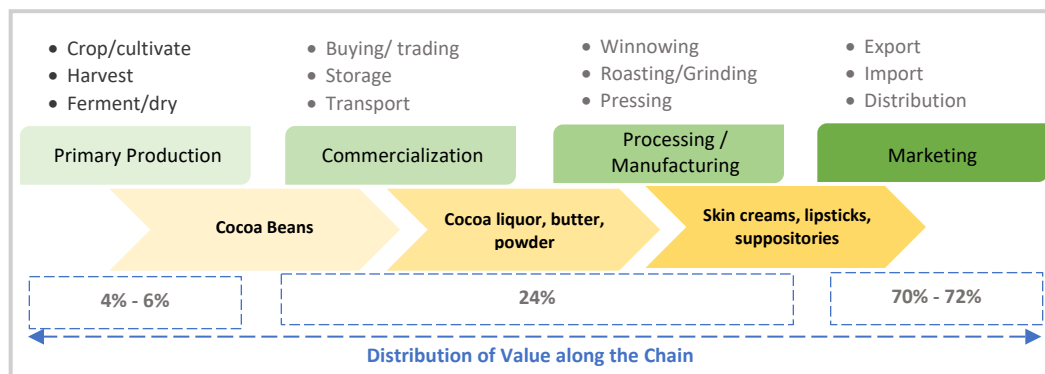 • Crop/cultivate
• Harvest
• Ferment/dry
• Buying/ trading
• Storage
• Transport
• Winnowing
• Roasting/Grinding
• Pressing
• Export
• Import
• Distribution
Primary Production
Commercialization
Processing /
Manufacturing
Marketing
Cocoa Beans
Cocoa liquor, butter,
powder
Skin creams, lipsticks,
suppositories
4% - 6%
24%
70% - 72%
Distribution of Value along the Chain